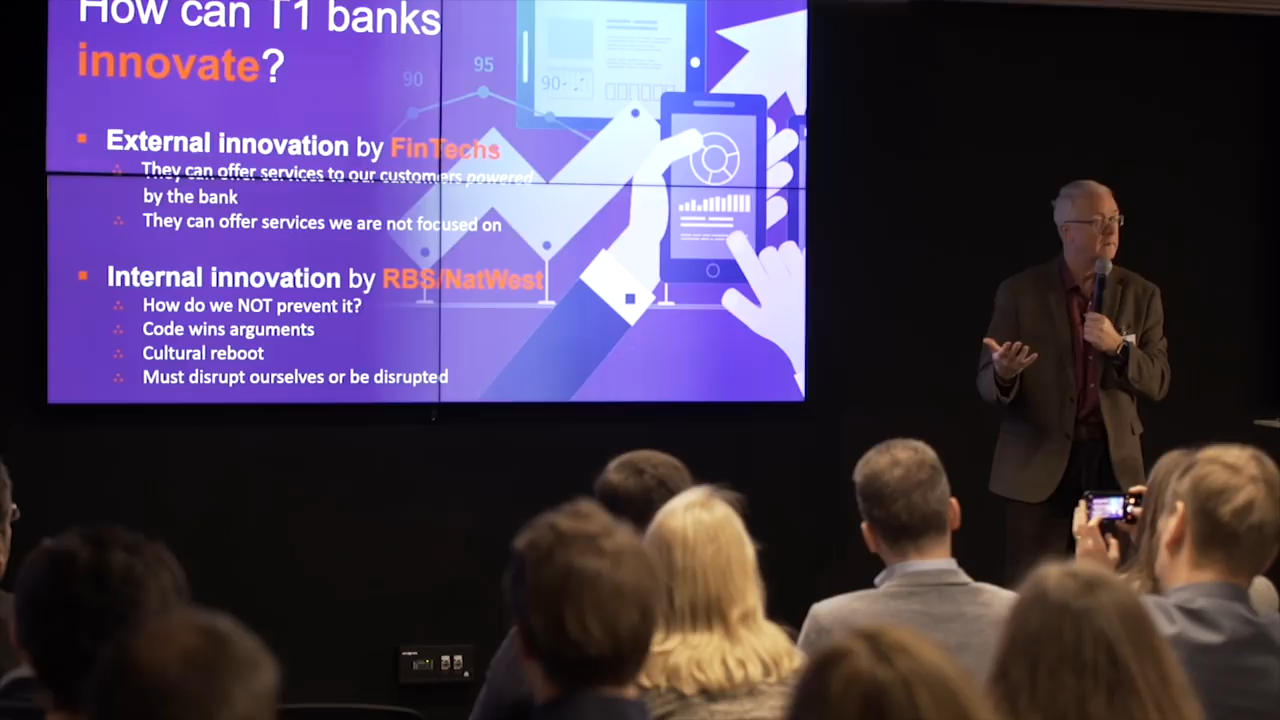 How can T1 banks
innovate?
90
95
90
External innovation by FinTechs
They can offer services to our customers powered
by the bank
They can offer services we are not focused on
Internal innovation by RBS/NatWest
How do we NOT prevent it?
Code wins arguments
Cultural reboot
Must disrupt ourselves or be disrupted